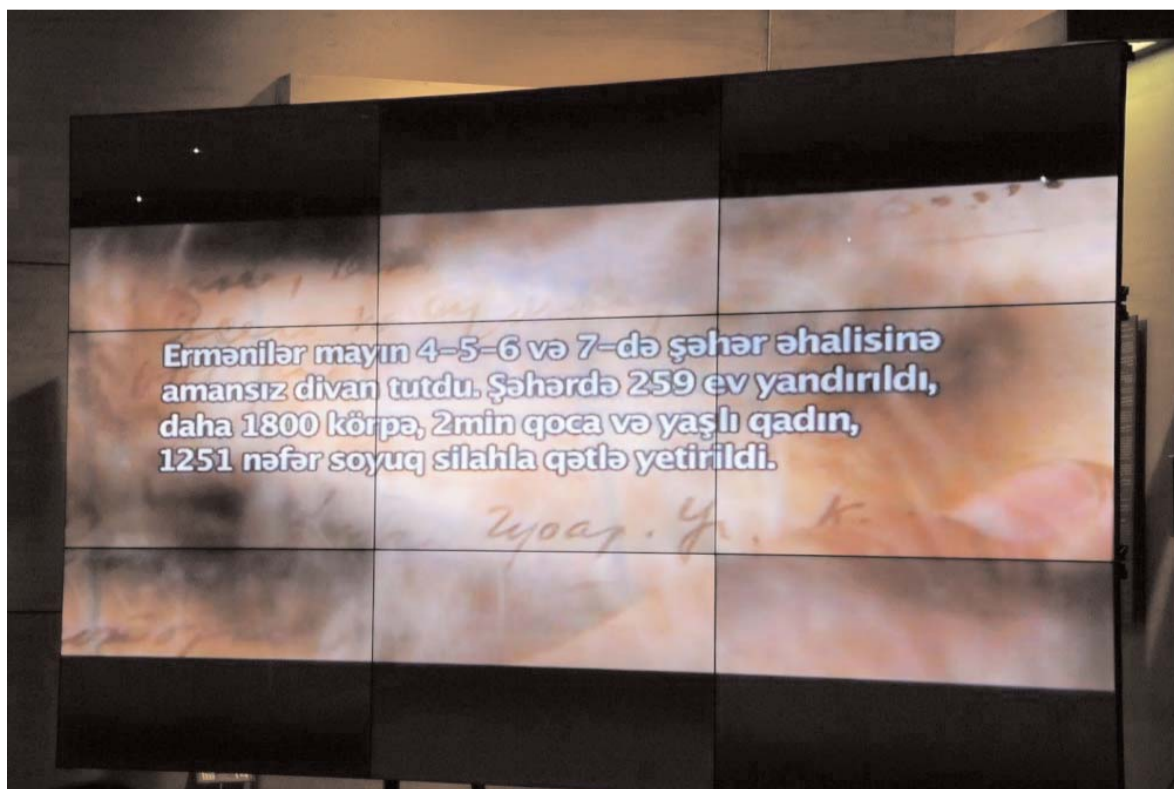 Ermənilər mayın 4–5–6 və 7–də şəhər əhalisinə
amansız divan tutdu. Şəhərdə 259 ev yandırıldı,
daha 1800 körpə, 2min qoca və yaşlı qadın,
1251 nəfər soyuq silahla qətlə yetirildi.